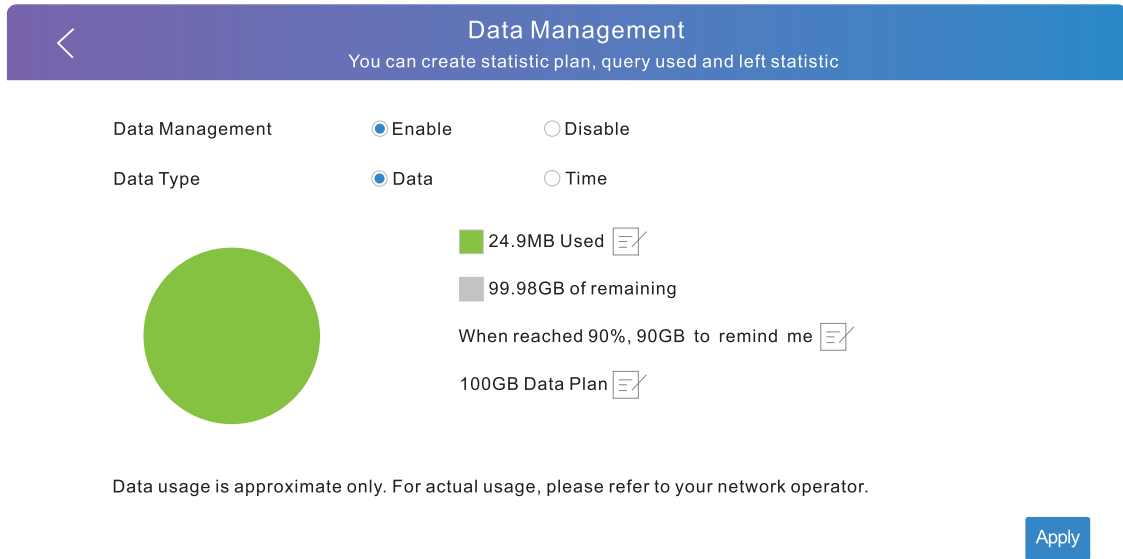 Data Management
You can create statistic plan, query used and left statistic
Data Management Enable Disable
Data Type Data Time
24.9MB Used
99.98GB of remaining
When reached 90%, 90GB to remind me
100GB Data Plan
Data usage is approximate only. For actual usage, please refer to your network operator.
Apply